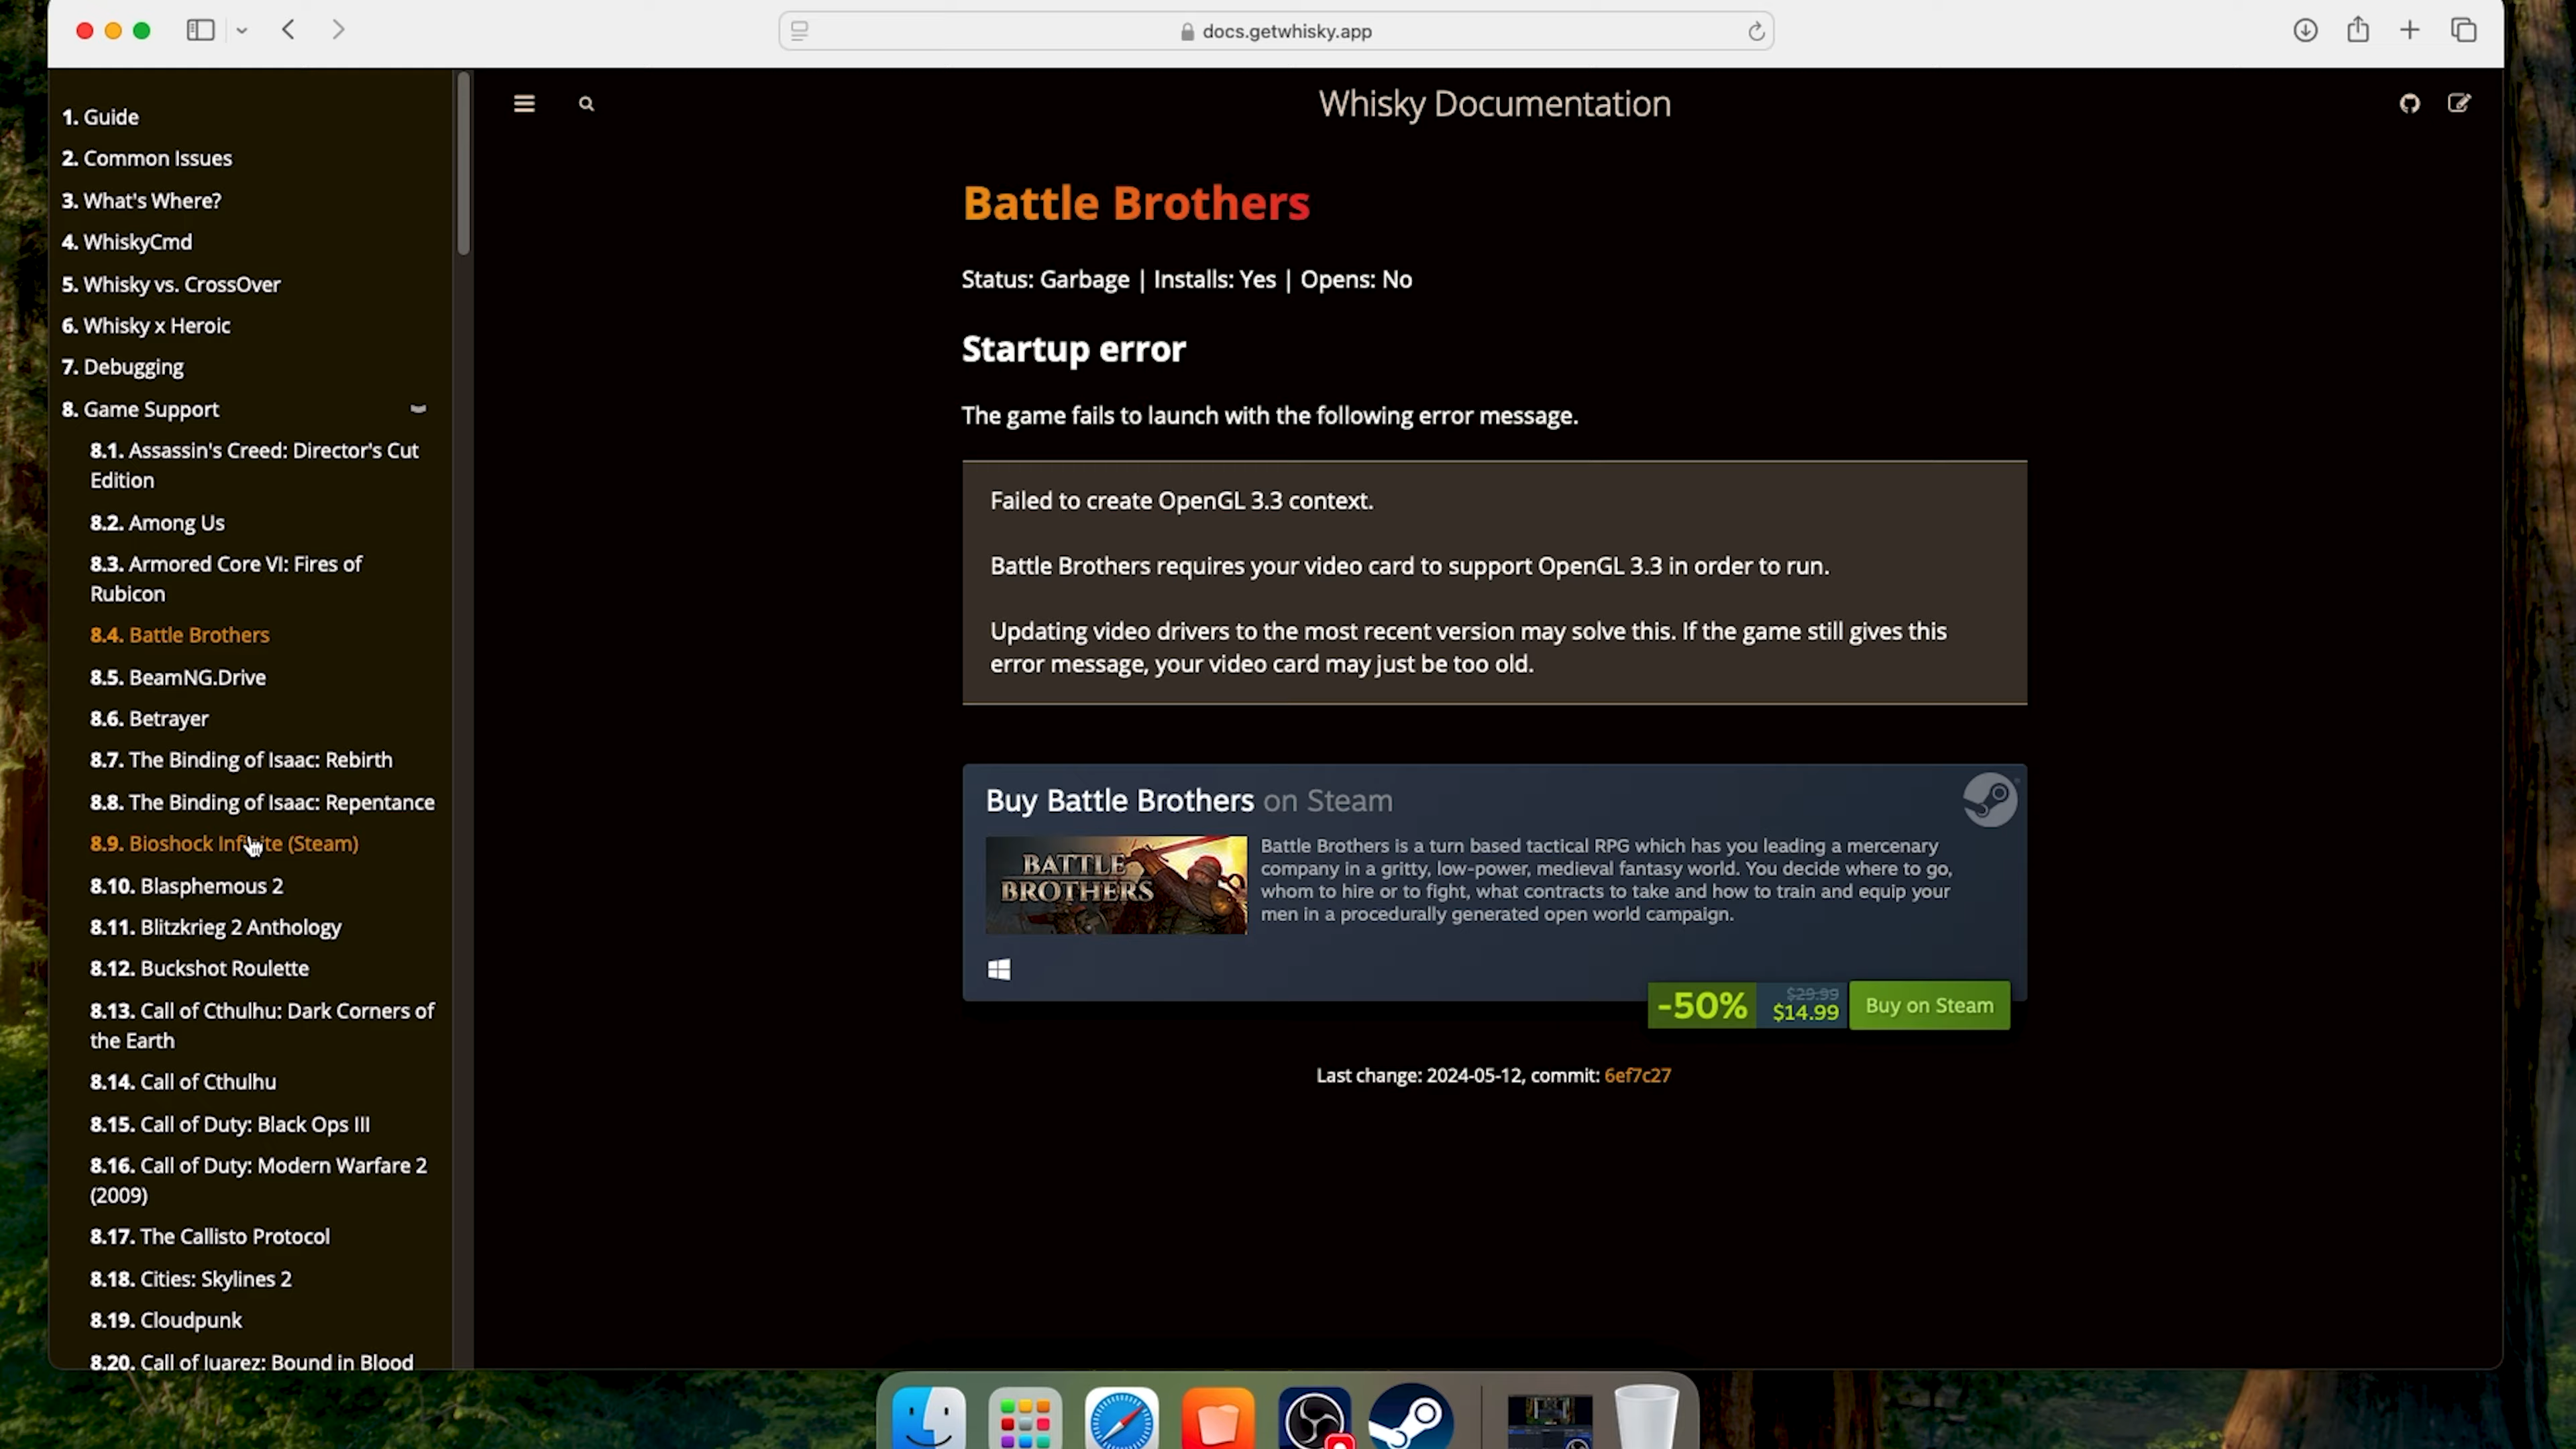 docs.getwhisky.app
1. Guide
2. Common Issues
3. What's Where?
4. WhiskyCmd
5. Whisky vs. CrossOver
6. Whisky x Heroic
7. Debugging
8. Game Support
8.1. Assassin's Creed: Director's Cut
Edition
8.2. Among Us
8.3. Armored Core VI: Fires of
Rubicon
8.4. Battle Brothers
8.5. BeamNG.Drive
8.6. Betrayer
8.7. The Binding of Isaac: Rebirth
8.8. The Binding of Isaac: Repentance
8.9. Bioshock Infinite (Steam)
8.10. Blasphemous 2
8.11. Blitzkrieg 2 Anthology
8.12. Buckshot Roulette
8.13. Call of Cthulhu: Dark Corners of
the Earth
8.14. Call of Cthulhu
8.15. Call of Duty: Black Ops III
8.16. Call of Duty: Modern Warfare 2
(2009)
8.17. The Callisto Protocol
8.18. Cities: Skylines 2
8.19. Cloudpunk
8.20. Call of Juarez: Bound in Blood
Whisky Documentation
Battle Brothers
Status: Garbage | Installs: Yes | Opens: No
Startup error
The game fails to launch with the following error message.
Failed to create OpenGL 3.3 context.
Battle Brothers requires your video card to support OpenGL 3.3 in order to run.
Updating video drivers to the most recent version may solve this. If the game still gives this
error message, your video card may just be too old.
Buy Battle Brothers on Steam
BATTLE
BROTHERS
Battle Brothers is a turn based tactical RPG which has you leading a mercenary
company in a gritty, low-power, medieval fantasy world. You decide where to go,
whom to hire or to fight, what contracts to take and how to train and equip your
men in a procedurally generated open world campaign.
-50%
$29.99
$14.99
Buy on Steam
Last change: 2024-05-12, commit: 6ef7c27